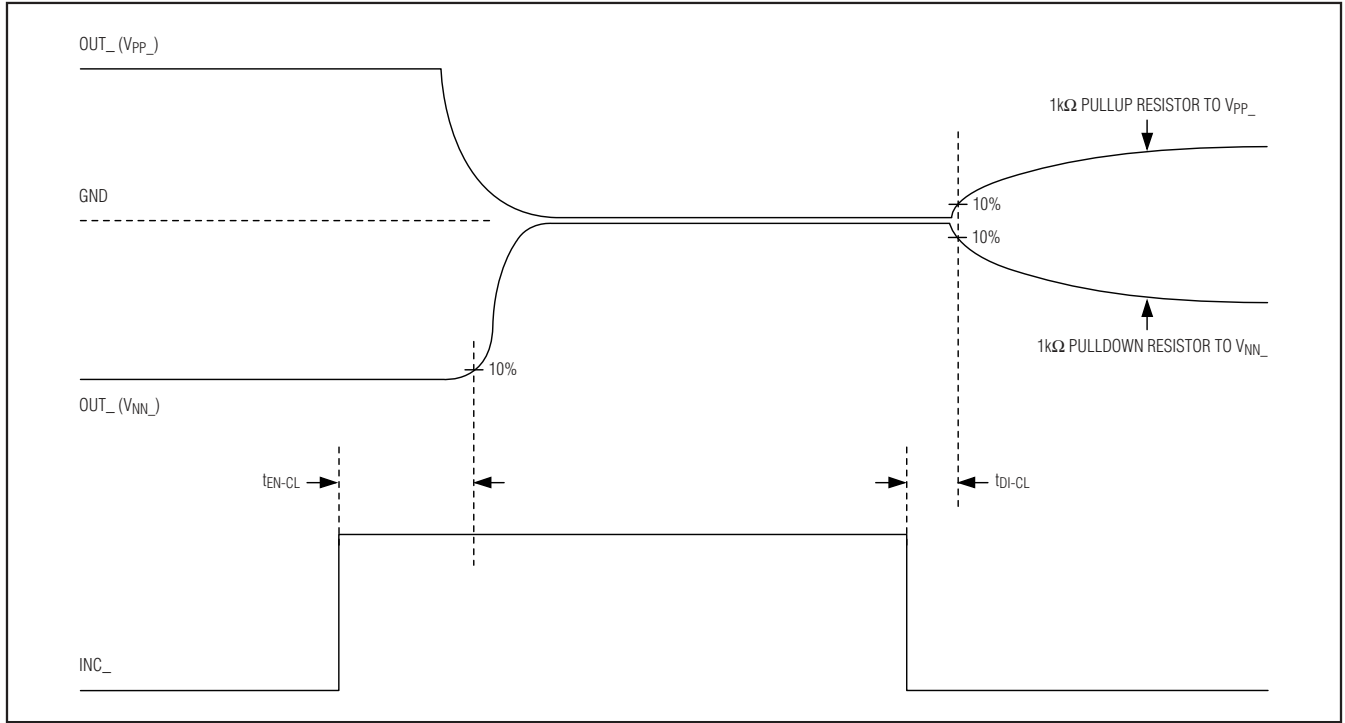 OUT_ (VPP_)
1kΩ PULLUP RESISTOR TO VPP_
GND
10%
10%
1kΩ PULLDOWN RESISTOR TO VNN_
10%
OUT_ (VNN_)
tEN-CL
tDI-CL
INC_